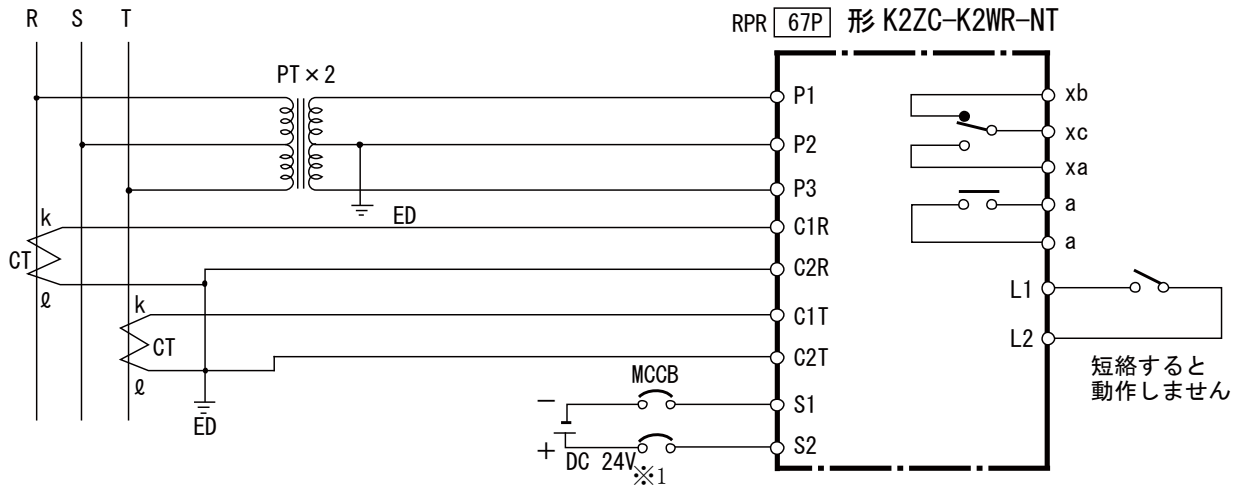 R S T
RPR 67P 形 K2ZC-K2WR-NT
PT×2
P1
P2
P3
ED
k
CT
ℓ
C1R
C2R
k
CT
ℓ
C1T
C2T
ED
MCCB
−
+
DC 24V
※1
S1
S2
xb
xc
xa
a
a
L1
L2
短絡すると
動作しません